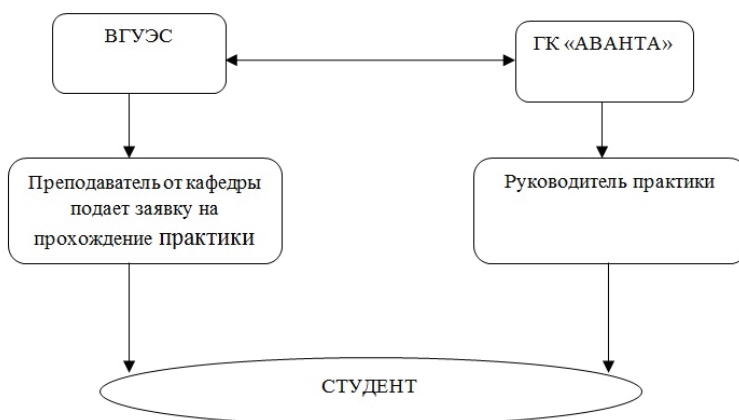 ВГУЭС
ГК «АВАНТА»
Преподаватель от кафедры
подает заявку на
прохождение практики
Руководитель практики
СТУДЕНТ